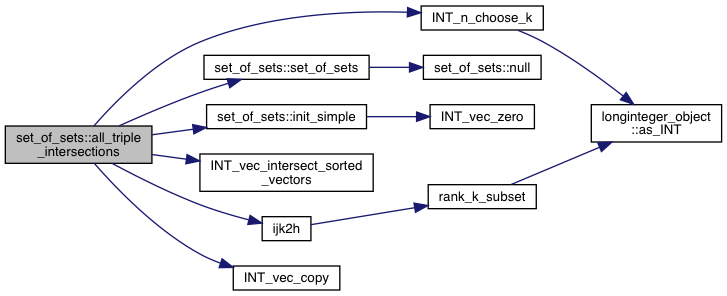 INT_n_choose_k
set_of_sets::set_of_sets
set_of_sets::null
set_of_sets::init_simple
INT_vec_zero
longinteger_object
::as_INT
set_of_sets::all_triple
_intersections
INT_vec_intersect_sorted
_vectors
rank_k_subset
ijk2h
INT_vec_copy